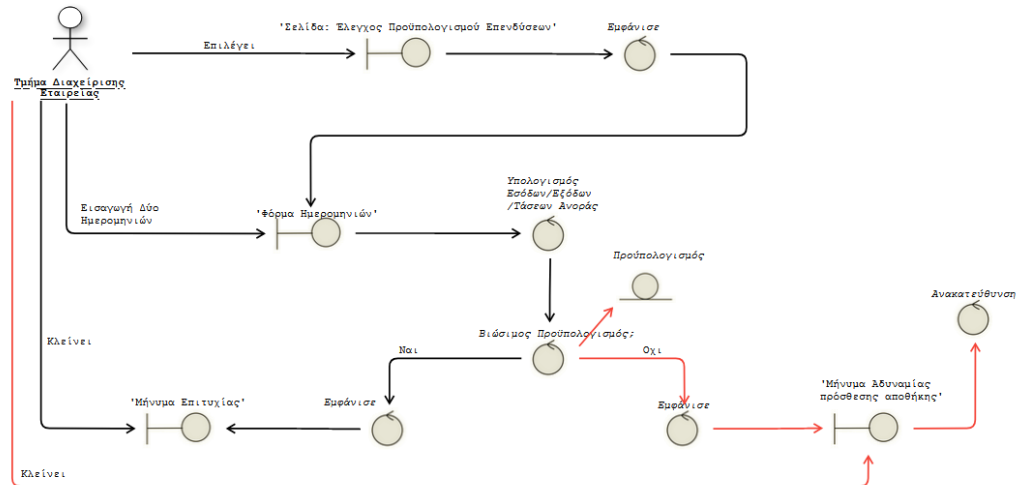 'Σελίδα: Έλεγχος Προϋπολογισμού Επενδύσεων'
Εμφάνισε
Επιλέγει
Τμήμα Διαχείρισης
Εταιρείας
Υπολογισμός
Εσόδων/Εξόδων
/Τάσεων Ανοράς
Εισαγωγή Δύο
Ημερομηνιών
'Φόρμα Ημερομηνιών'
Προϋπολογισμός
Ανακατεύθυνση
Βιώσιμος Προϋπολογισμός;
Κλείνει
Ναι
Οχι
'Μήνυμα Αδυναμίας
πρόσθεσης αποθήκης'
'Μήνυμα Επιτυχίας'
Εμφάνισε
Εμφάνισε
Κλείνει